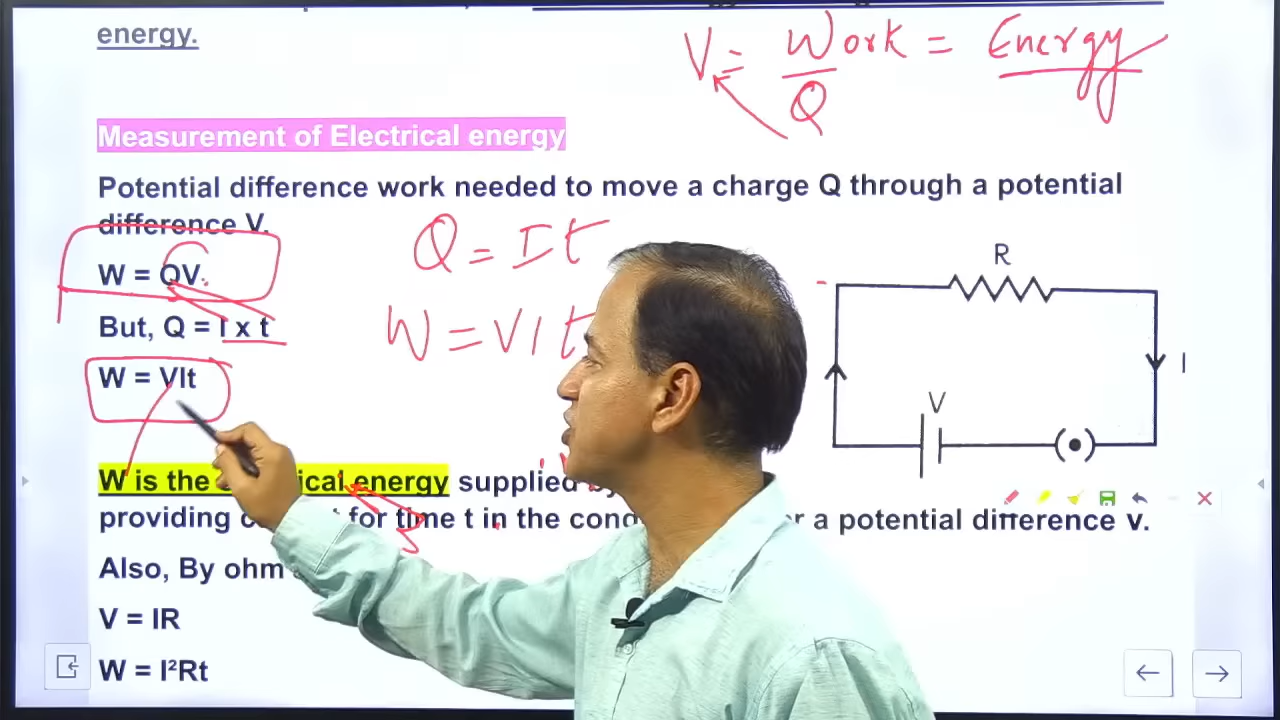 energy.
V = Work / Q = Energy
Measurement of Electrical energy
Potential difference work needed to move a charge Q through a potential
difference V.
Q = It
W = QV.
But, Q = I x t
W = VIt
W = VIt
R
I
V
W is the ical energy supplied
providing for time t in the cond r a potential difference v.
Also, By ohm
V = IR
W = I²Rt